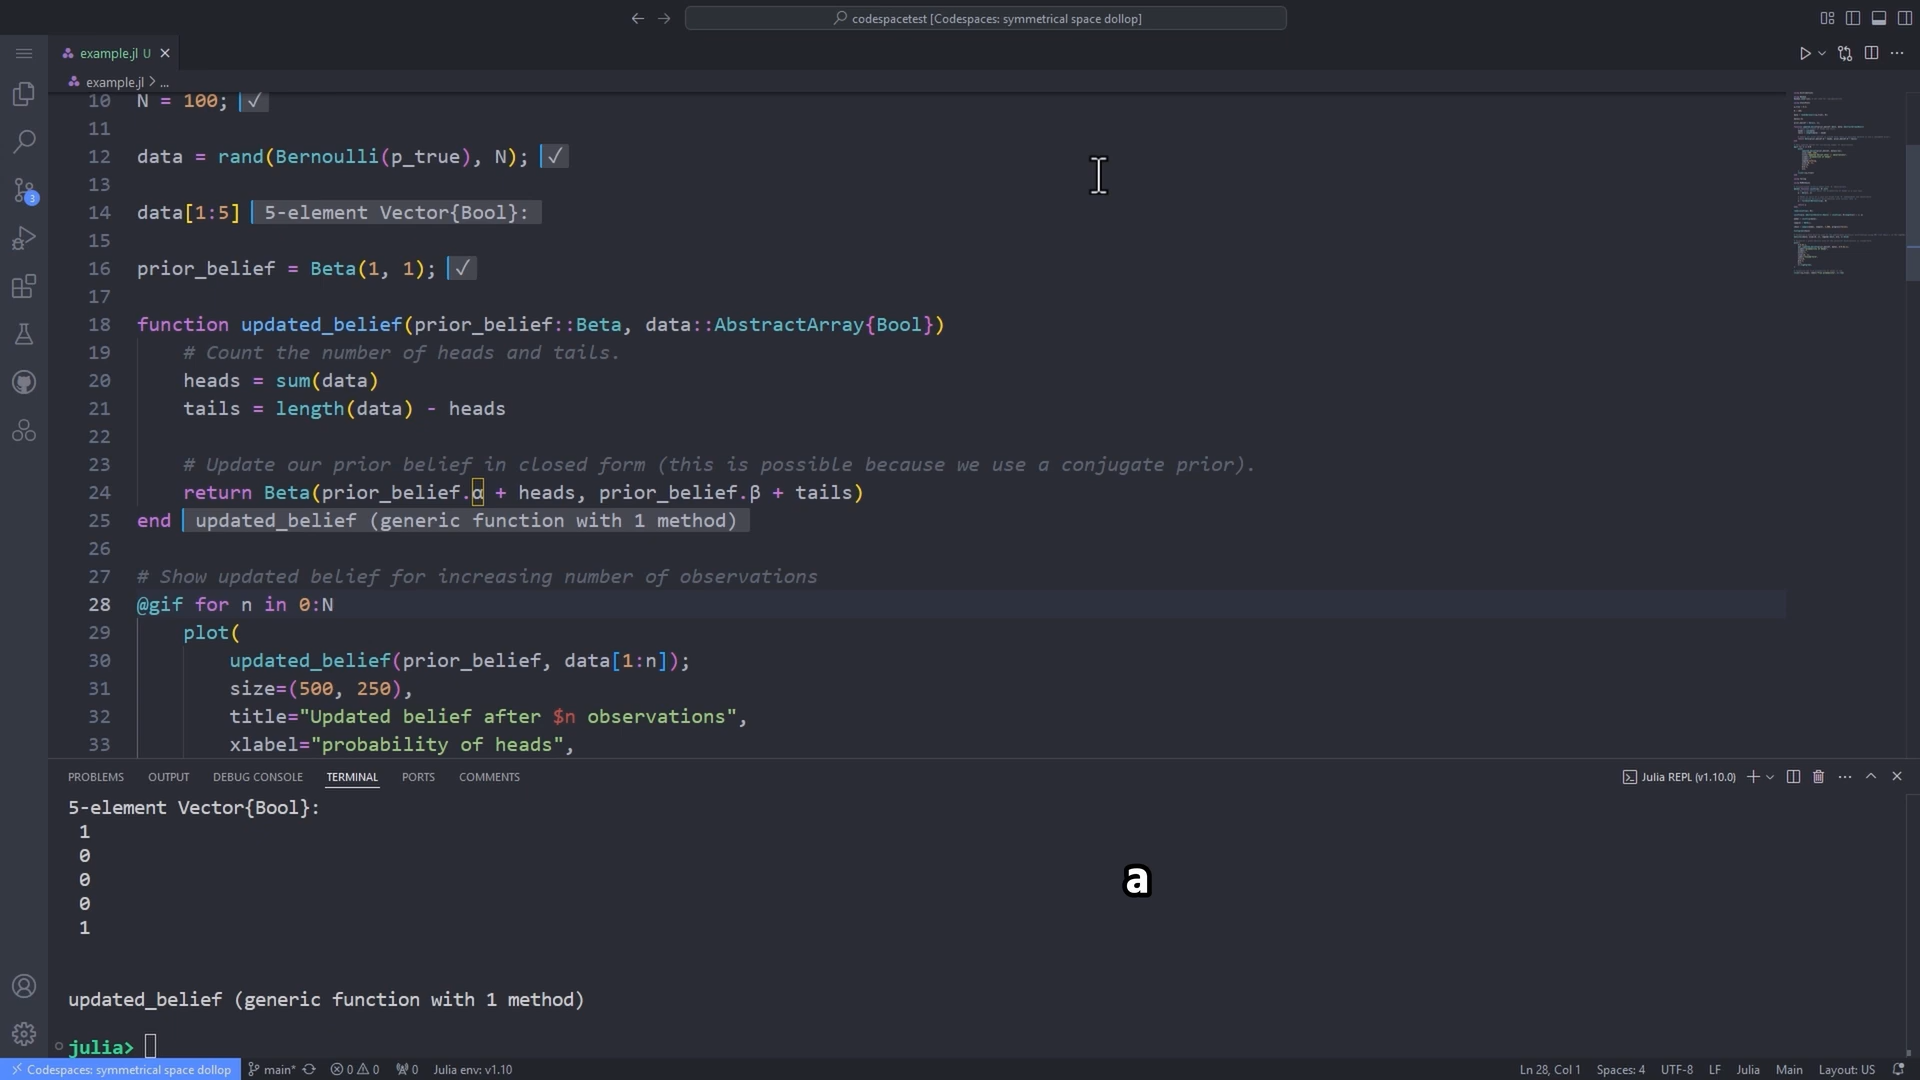 codespacetest [Codespaces: symmetrical space dollop]
example.jl U
example.jl > ...
10 N = 100; ✓
11
12 data = rand(Bernoulli(p_true), N); ✓
13
14 data[1:5] 5-element Vector{Bool}:
15
16 prior_belief = Beta(1, 1); ✓
17
18 function updated_belief(prior_belief::Beta, data::AbstractArray{Bool})
19 # Count the number of heads and tails.
20 heads = sum(data)
21 tails = length(data) - heads
22
23 # Update our prior belief in closed form (this is possible because we use a conjugate prior).
24 return Beta(prior_belief.α + heads, prior_belief.β + tails)
25 end updated_belief (generic function with 1 method)
26
27 # Show updated belief for increasing number of observations
28 @gif for n in 0:N
29 plot(
30 updated_belief(prior_belief, data[1:n]);
31 size=(500, 250),
32 title="Updated belief after $n observations",
33 xlabel="probability of heads",
3
PROBLEMS OUTPUT DEBUG CONSOLE TERMINAL PORTS COMMENTS Julia REPL (v1.10.0)
5-element Vector{Bool}:
1
0
0
0
1
a
updated_belief (generic function with 1 method)
julia>
Codespaces: symmetrical space dollop main* 0 0 0 Julia env: v1.10 Ln 28, Col 1 Spaces: 4 UTF-8 LF Julia Main Layout: US